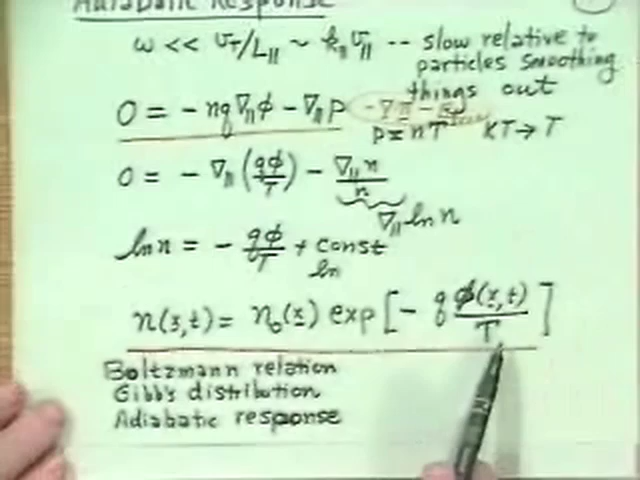 Adiabatic Response
ω << v_T/L_∥ ~ k_∥ v_∥ -- slow relative to
particles smoothing
things out
0 = - nq∇_∥φ - ∇_∥p
p = nT KT → T
0 = - ∇_∥(qφ/T) - ∇_∥n/n
∇_∥ ln n
ln n = - qφ/T + const
ln
n(x,t) = n_0(x) exp [- q φ(x,t)/T]
Boltzmann relation
Gibb's distribution
Adiabatic response